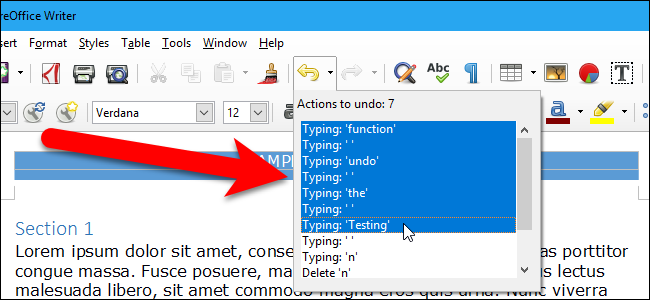 reOffice Writer
sert Format Styles Table Tools Window Help
Abc ¶ T
Verdana 12 a
Actions to undo: 7
Typing: 'function'
Typing: ' '
Typing: 'undo'
Typing: ' '
Typing: 'the'
Typing: ' '
Typing: 'Testing'
Typing: ' '
Typing: 'n'
Delete 'n'
AMP
Section 1
Lorem ipsum dolor sit amet, conse as porttitor
congue massa. Fusce posuere, ma us lectus
malesuada libero, sit amet commodo magna eros quis urna. Nunc viverra